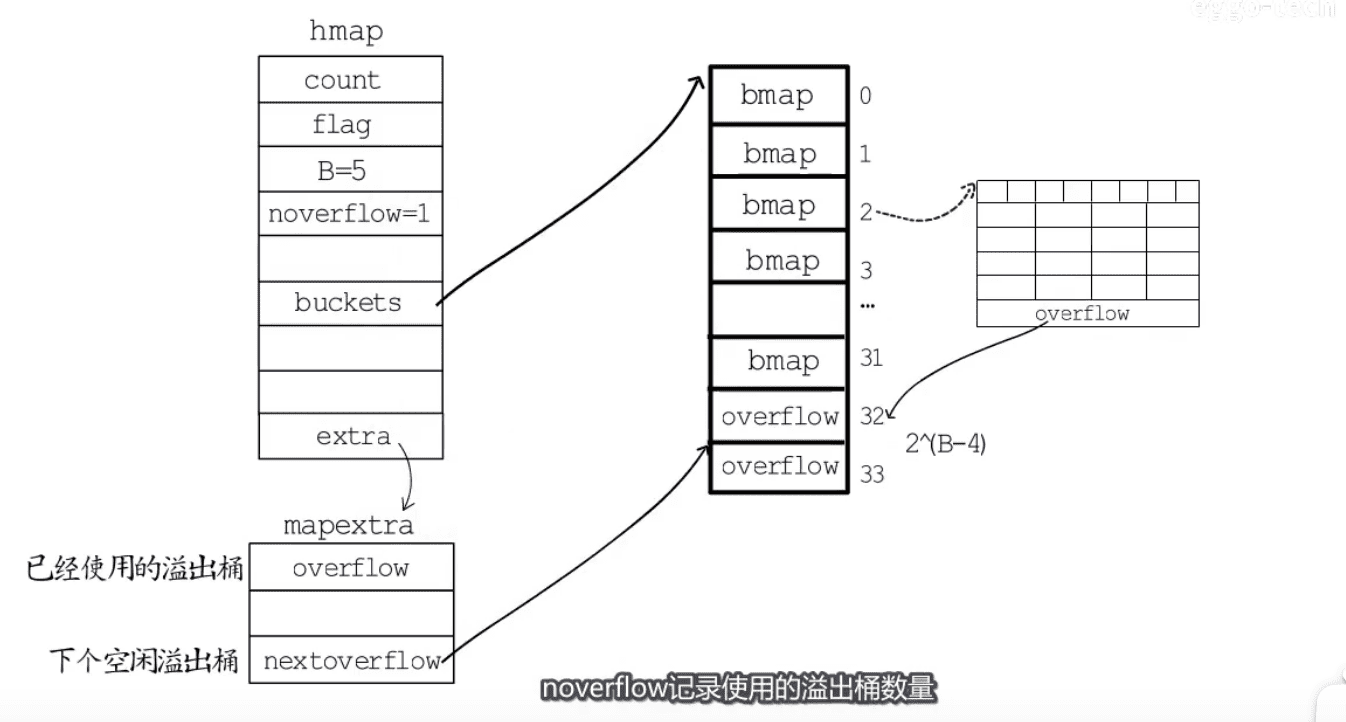 eggo-tech
hmap
count
flag
B=5
noverflow=1
buckets
extra
mapextra
已经使用的溢出桶
overflow
下个空闲溢出桶
nextoverflow
bmap 0
bmap 1
bmap 2
bmap 3
…
bmap 31
overflow 32
overflow 33
2^(B-4)
overflow
noverflow记录使用的溢出桶数量